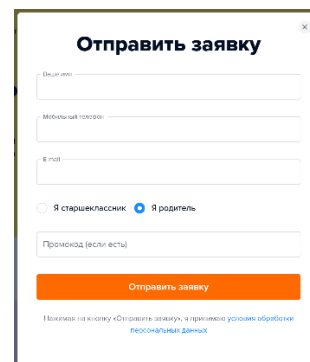 Отправить заявку
Ваше имя
Мобильный телефон
E-mail
Я старшеклассник Я родитель
Промокод (если есть)
Отправить заявку
Нажимая на кнопку «Отправить заявку», я принимаю условия обработки
персональных данных